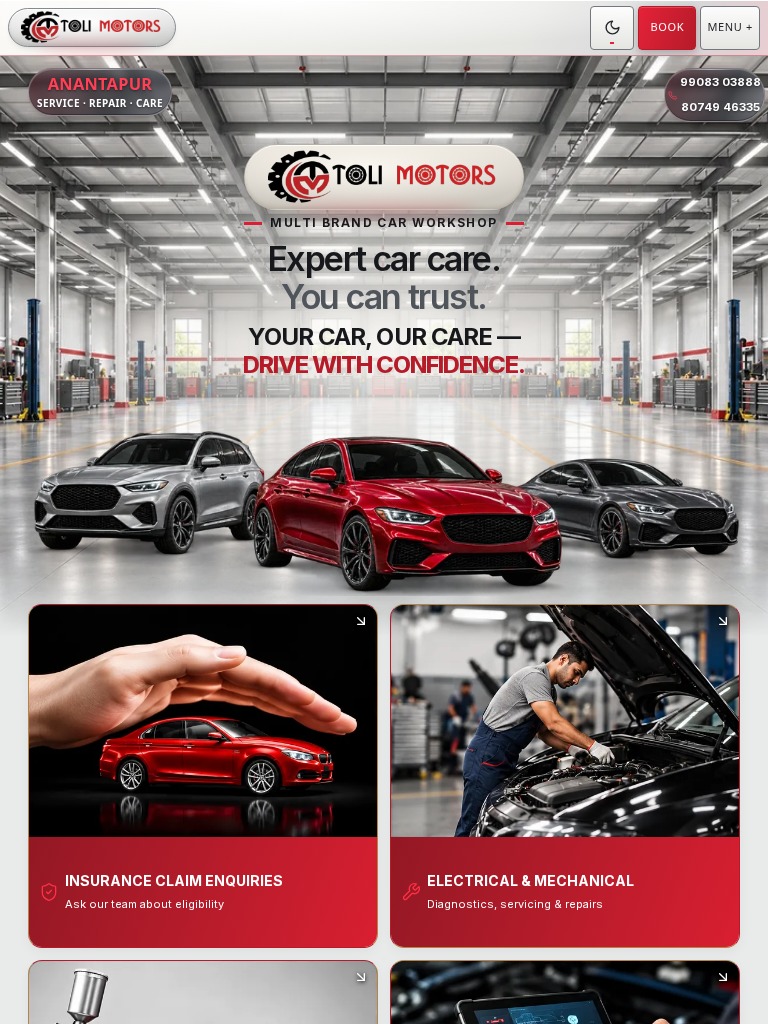 TOLI MOTORS
BOOK
MENU +
ANANTAPUR
SERVICE · REPAIR · CARE
99083 03888
80749 46335
TOLI MOTORS
MULTI BRAND CAR WORKSHOP
Expert car care.
You can trust.
YOUR CAR, OUR CARE —
DRIVE WITH CONFIDENCE.
INSURANCE CLAIM ENQUIRIES
Ask our team about eligibility
ELECTRICAL & MECHANICAL
Diagnostics, servicing & repairs